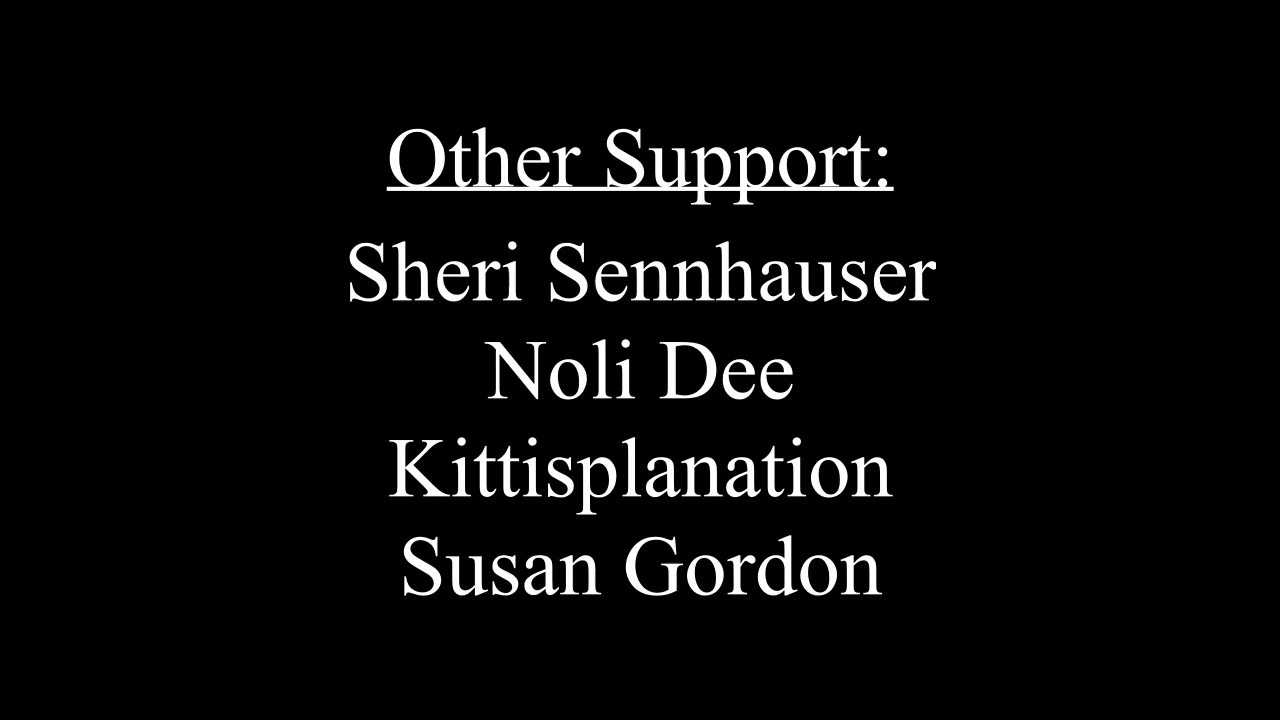 Other Support:
Sheri Sennhauser
Noli Dee
Kittisplanation
Susan Gordon